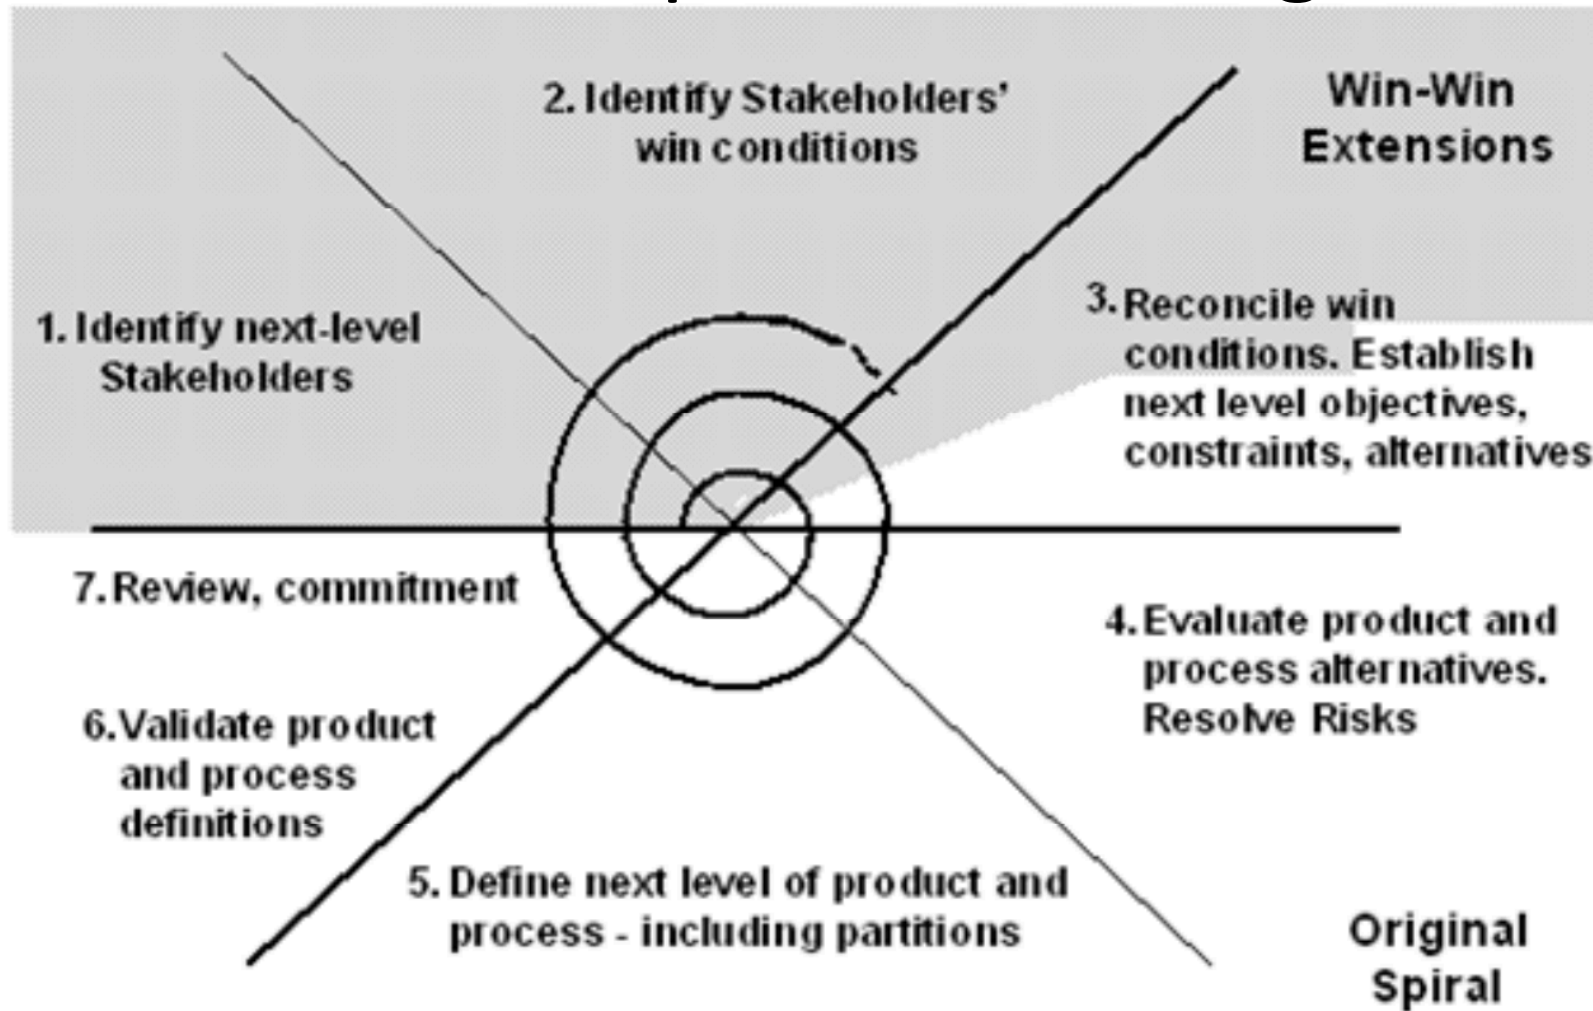 Win-Win
Extensions
1. Identify next-level
Stakeholders
2. Identify Stakeholders'
win conditions
3. Reconcile win
conditions. Establish
next level objectives,
constraints, alternatives
4. Evaluate product and
process alternatives.
Resolve Risks
5. Define next level of product and
process - including partitions
6. Validate product
and process
definitions
7. Review, commitment
Original
Spiral